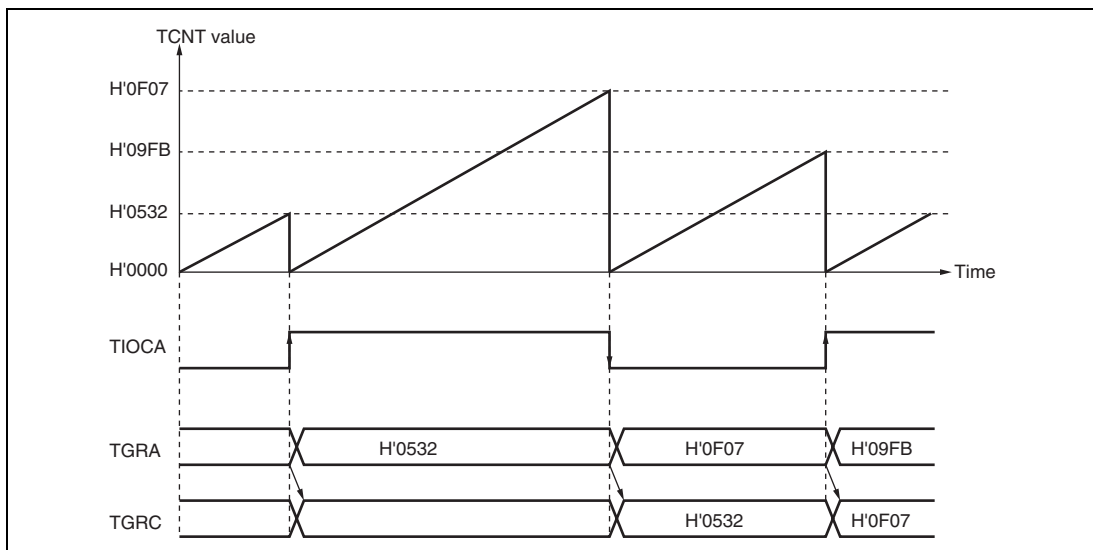 TCNT value
H'0F07
H'09FB
H'0532
H'0000
Time
TIOCA
TGRA
H'0532
H'0F07
H'09FB
TGRC
H'0532
H'0F07